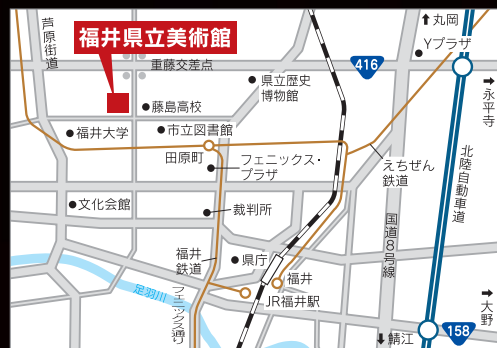 芦原街道
福井県立美術館
丸岡
Yプラザ
416
重藤交差点
県立歴史
博物館
永平寺
藤島高校
福井大学
市立図書館
田原町
フェニックス・
プラザ
えちぜん
鉄道
北陸自動車道
文化会館
裁判所
国道8号線
福井
鉄道
県庁
足羽川
福井
大野
フェニックス通り
JR福井駅
鯖江
158